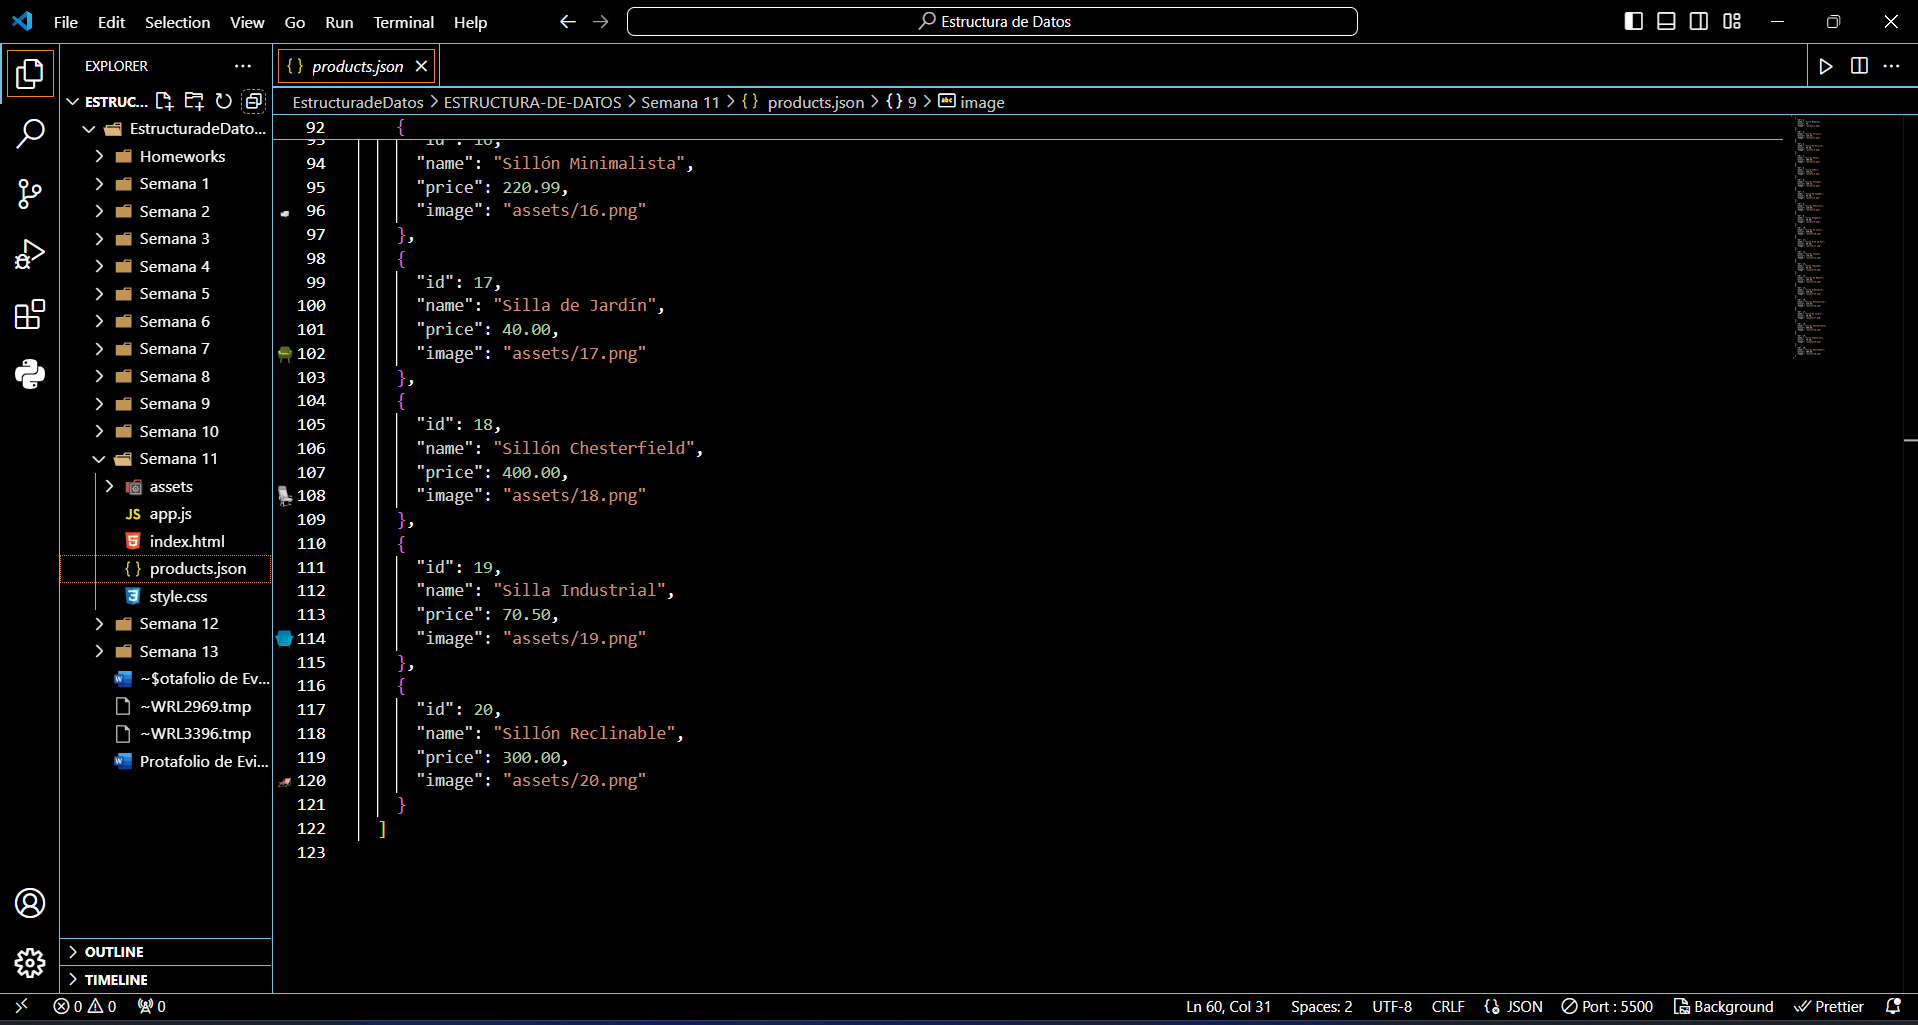 File Edit Selection View Go Run Terminal Help
Estructura de Datos
EXPLORER
ESTRUC...
EstructuradeDato...
Homeworks
Semana 1
Semana 2
Semana 3
Semana 4
Semana 5
Semana 6
Semana 7
Semana 8
Semana 9
Semana 10
Semana 11
assets
JS app.js
index.html
{} products.json
style.css
Semana 12
Semana 13
~$otafolio de Ev...
~WRL2969.tmp
~WRL3396.tmp
Protafolio de Evi...
OUTLINE
TIMELINE
{} products.json
EstructuradeDatos > ESTRUCTURA-DE-DATOS > Semana 11 > {} products.json > {} 9 > image
92 {
93 "id": 16,
94 "name": "Sillón Minimalista",
95 "price": 220.99,
96 "image": "assets/16.png"
97 },
98 {
99 "id": 17,
100 "name": "Silla de Jardín",
101 "price": 40.00,
102 "image": "assets/17.png"
103 },
104 {
105 "id": 18,
106 "name": "Sillón Chesterfield",
107 "price": 400.00,
108 "image": "assets/18.png"
109 },
110 {
111 "id": 19,
112 "name": "Silla Industrial",
113 "price": 70.50,
114 "image": "assets/19.png"
115 },
116 {
117 "id": 20,
118 "name": "Sillón Reclinable",
119 "price": 300.00,
120 "image": "assets/20.png"
121 }
122 ]
123
0 0 0 Ln 60, Col 31 Spaces: 2 UTF-8 CRLF JSON Port : 5500 Background Prettier